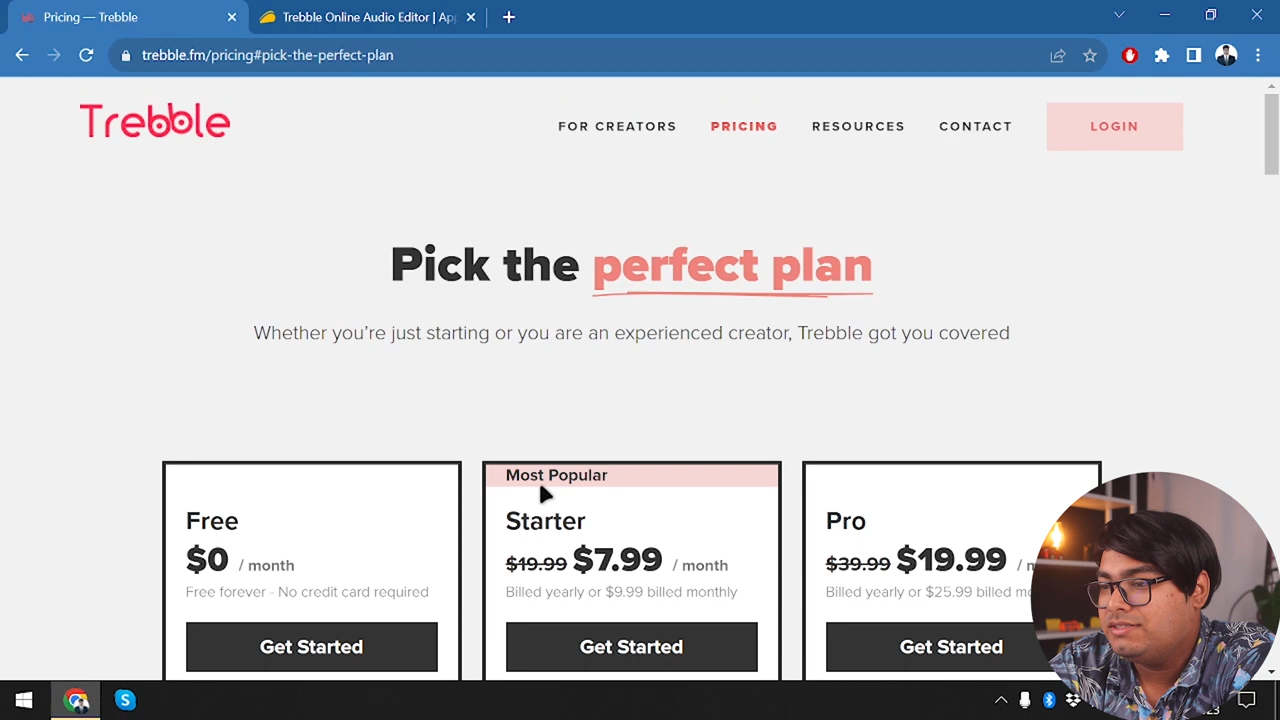 Pricing — Trebble
Trebble Online Audio Editor | App
trebble.fm/pricing#pick-the-perfect-plan
Trebble
FOR CREATORS PRICING RESOURCES CONTACT LOGIN
Pick the perfect plan
Whether you're just starting or you are an experienced creator, Trebble got you covered
Most Popular
Free
$0 / month
Free forever - No credit card required
Get Started
Starter
$19.99 $7.99 / month
Billed yearly or $9.99 billed monthly
Get Started
Pro
$39.99 $19.99 /
Billed yearly or $25.99 billed
Get Started